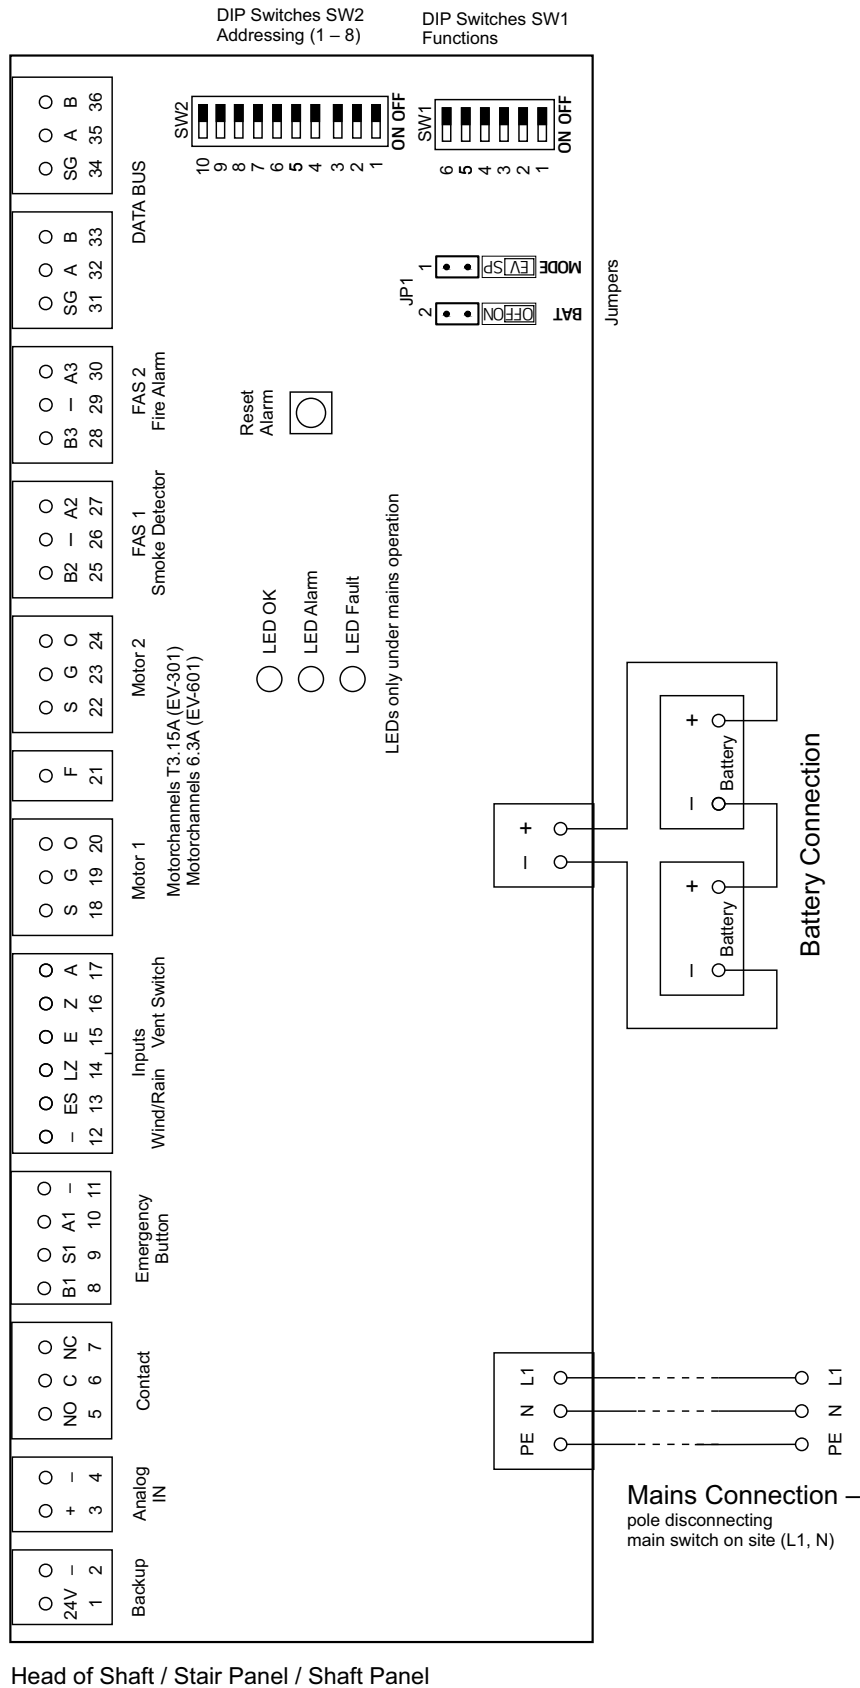 DIP Switches SW2
Addressing (1 – 8)
DIP Switches SW1
Functions
SW2
10 9 8 7 6 5 4 3 2 1
ON OFF
SW1
6 5 4 3 2 1
ON OFF
B 36
A 35
SG 34
B 33
A 32
SG 31
DATA BUS
JP1
1
EV SP
MODE
2
OFF ON
BAT
Jumpers
A3 30
– 29
B3 28
FAS 2
Fire Alarm
Reset
Alarm
A2 27
– 26
B2 25
FAS 1
Smoke Detector
O 24
G 23
S 22
Motor 2
LED OK
LED Alarm
LED Fault
LEDs only under mains operation
F 21
Motorchannels T3.15A (EV-301)
Motorchannels 6.3A (EV-601)
O 20
G 19
S 18
Motor 1
+
–
+
–
Battery
+
–
Battery
Battery Connection
A 17
Z 16
E 15
LZ 14
ES 13
– 12
Inputs
Wind/Rain Vent Switch
– 11
A1 10
S1 9
B1 8
Emergency
Button
NC 7
C 6
NO 5
Contact
L1
N
PE
L1
N
PE
– 4
+ 3
Analog
IN
Mains Connection –
pole disconnecting
main switch on site (L1, N)
– 2
24V 1
Backup
Head of Shaft / Stair Panel / Shaft Panel